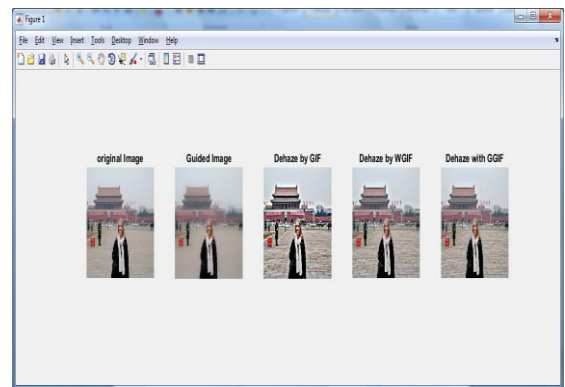 Figure 1
File Edit View Insert Tools Desktop Window Help
original Image Guided Image Dehaze by GIF Dehaze by WGIF Dehaze with GGIF